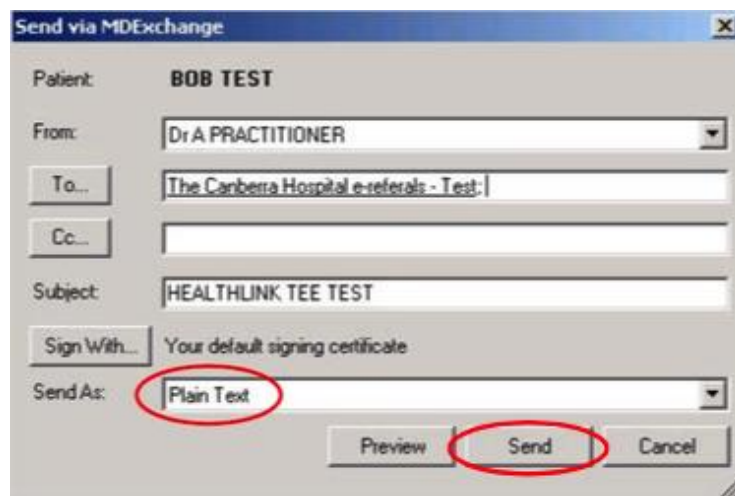 Send via MDExchange
Patient: BOB TEST
From: Dr A PRACTITIONER
To... The Canberra Hospital e-referrals - Test;
Cc...
Subject: HEALTHLINK TEE TEST
Sign With... Your default signing certificate
Send As: Plain Text
Preview Send Cancel